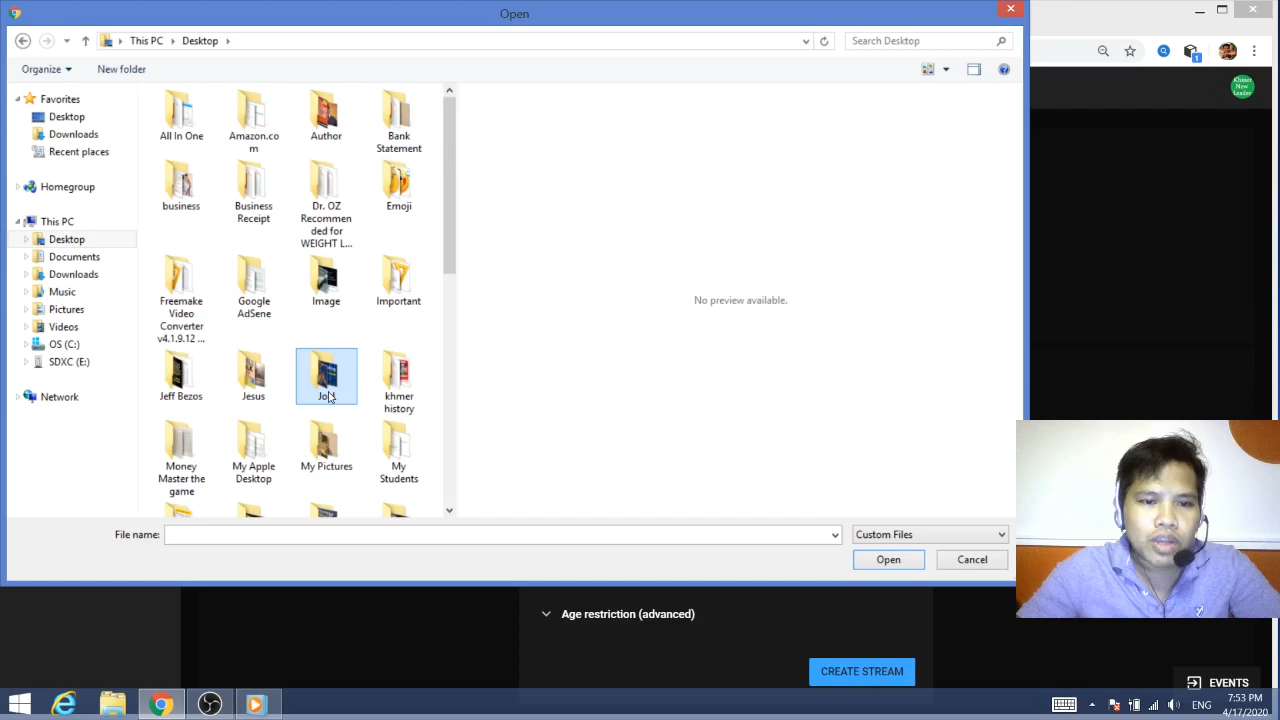 Open
This PC
Desktop
Search Desktop
Organize
New folder
Favorites
Desktop
Downloads
Recent places
Homegroup
This PC
Desktop
Documents
Downloads
Music
Pictures
Videos
OS (C:)
SDXC (E:)
Network
All In One
Amazon.co
m
Author
Bank
Statement
business
Business
Receipt
Dr. OZ
Recommen
ded for
WEIGHT L...
Emoji
Freemake
Video
Converter
v4.1.9.12 ...
Google
AdSene
Image
Important
Jeff Bezos
Jesus
khmer
history
Money
Master the
game
My Apple
Desktop
My Pictures
My
Students
No preview available.
File name:
Custom Files
Open
Cancel
Khmer
New
Leader
Age restriction (advanced)
CREATE STREAM
EVENTS
1
ENG
7:53 PM
4/17/2020